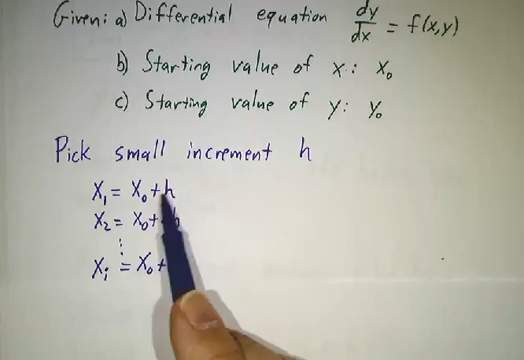 Given: a) Differential equation dy/dx = f(x,y)
b) Starting value of x: x₀
c) Starting value of y: y₀
Pick small increment h
x₁ = x₀ + h
x₂ = x₀ +
⋮
xᵢ = x₀ +